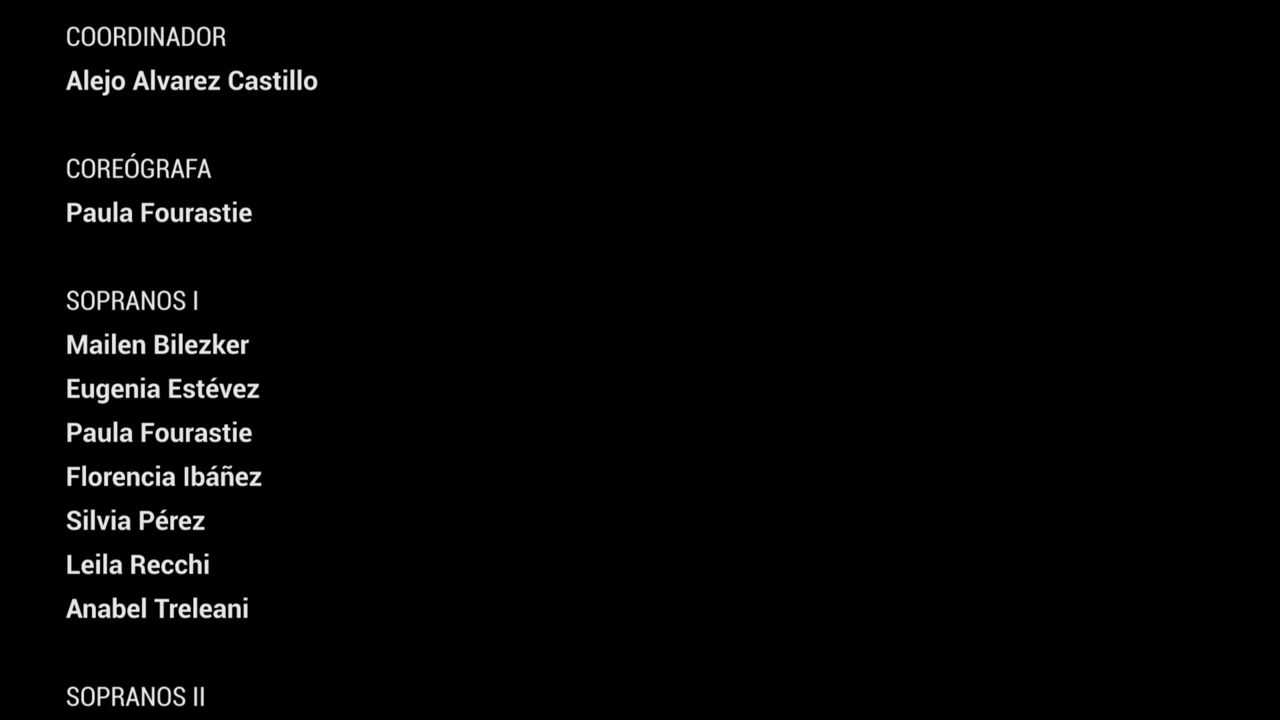 COORDINADOR
Alejo Alvarez Castillo
COREÓGRAFA
Paula Fourastie
SOPRANOS I
Mailen Bilezker
Eugenia Estévez
Paula Fourastie
Florencia Ibáñez
Silvia Pérez
Leila Recchi
Anabel Treleani
SOPRANOS II